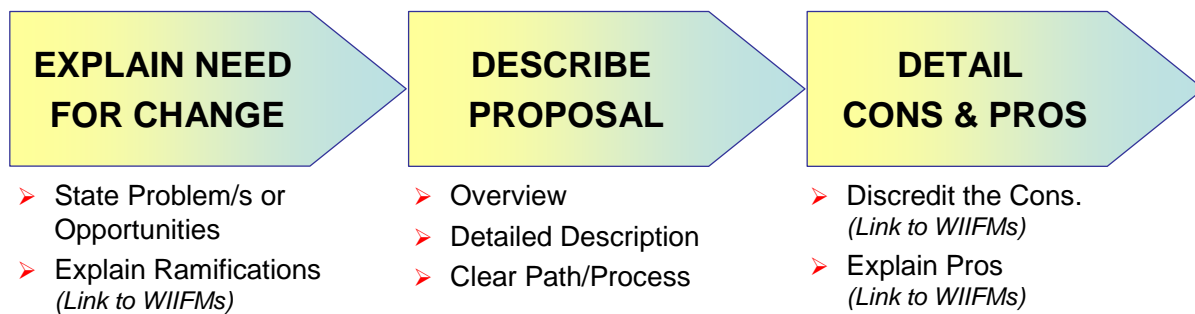 EXPLAIN NEED
FOR CHANGE
State Problem/s or
Opportunities
Explain Ramifications
(Link to WIIFMs)
DESCRIBE
PROPOSAL
Overview
Detailed Description
Clear Path/Process
DETAIL
CONS & PROS
Discredit the Cons.
(Link to WIIFMs)
Explain Pros
(Link to WIIFMs)